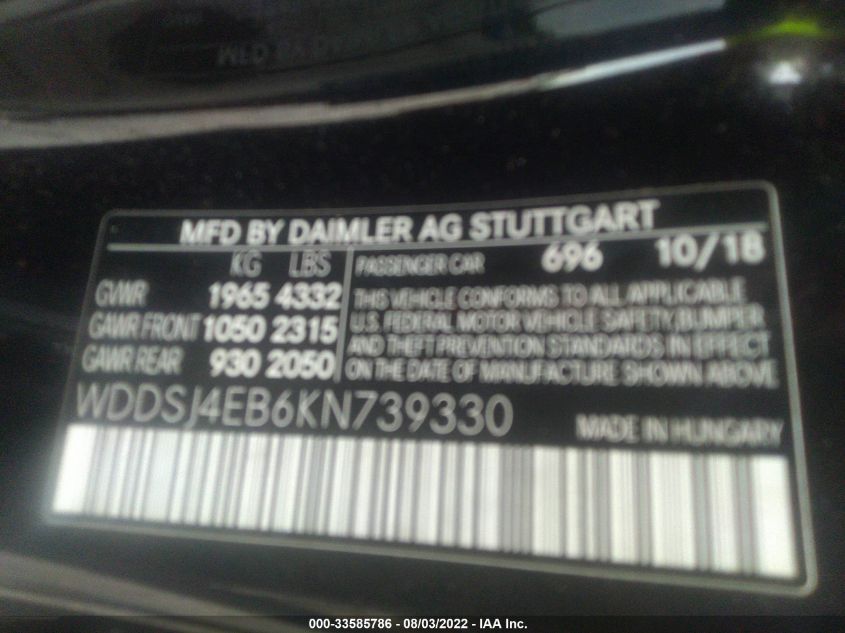 MFD BY DAIMLER AG STUTTGART
KG LBS PASSENGER CAR 696 10/18
GVWR 1965 4332
GAWR FRONT 1050 2315
GAWR REAR 930 2050
THIS VEHICLE CONFORMS TO ALL APPLICABLE
U.S. FEDERAL MOTOR VEHICLE SAFETY, BUMPER
AND THEFT PREVENTION STANDARDS IN EFFECT
ON THE DATE OF MANUFACTURE SHOWN ABOVE
WDDSJ4EB6KN739330
MADE IN HUNGARY
000-33585786 - 08/03/2022 - IAA Inc.